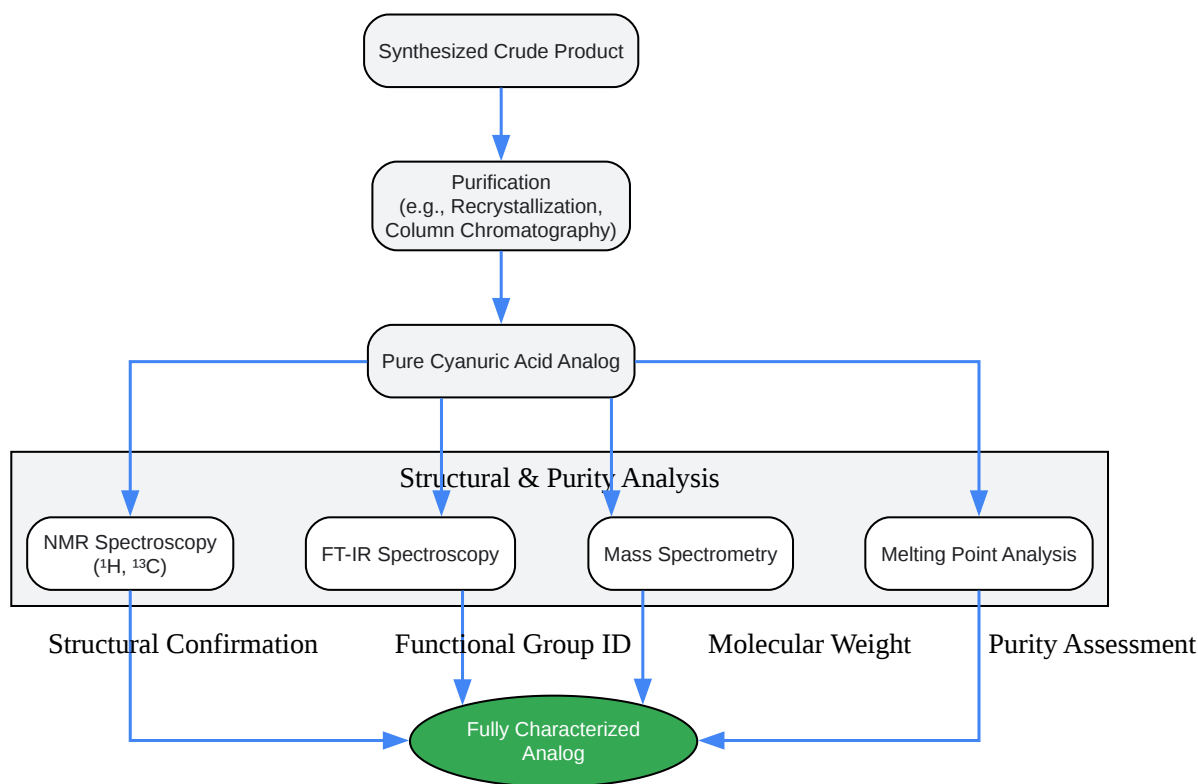 Synthesized Crude Product
Purification
(e.g., Recrystallization,
Column Chromatography)
Pure Cyanuric Acid Analog
Structural & Purity Analysis
NMR Spectroscopy
(¹H, ¹³C)
FT-IR Spectroscopy
Mass Spectrometry
Melting Point Analysis
Structural Confirmation
Functional Group ID
Molecular Weight
Purity Assessment
Fully Characterized
Analog